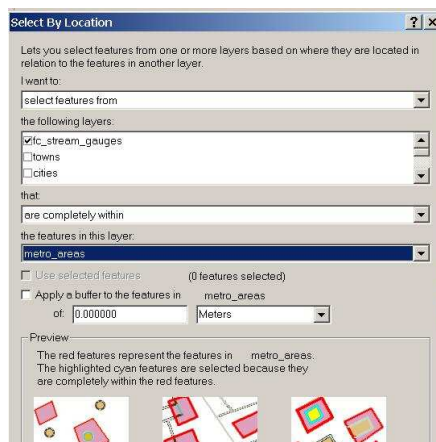 Select By Location
Lets you select features from one or more layers based on where they are located in
relation to the features in another layer.
I want to:
select features from
the following layers:
fc_stream_gauges
towns
cities
that:
are completely within
the features in this layer:
metro_areas
Use selected features (0 features selected)
Apply a buffer to the features in metro_areas
of: 0.000000 Meters
Preview
The red features represent the features in metro_areas.
The highlighted cyan features are selected because they
are completely within the red features.